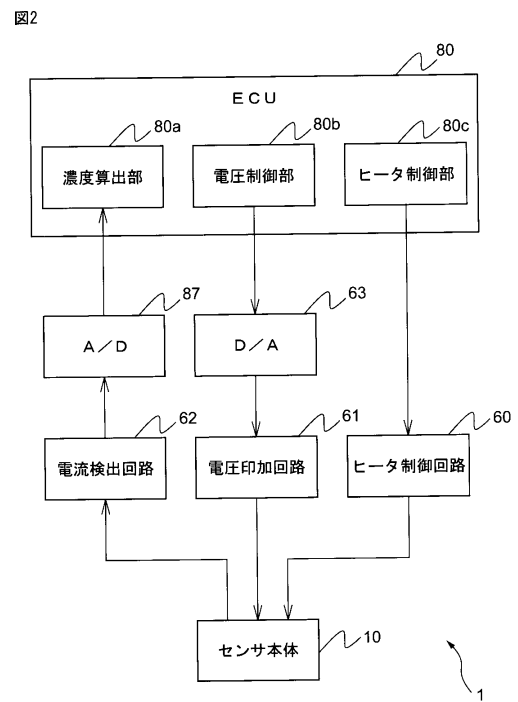 図2
80
ECU
80a
80b
80c
濃度算出部
電圧制御部
ヒータ制御部
87
63
A／D
D／A
62
61
60
電流検出回路
電圧印加回路
ヒータ制御回路
センサ本体
10
1